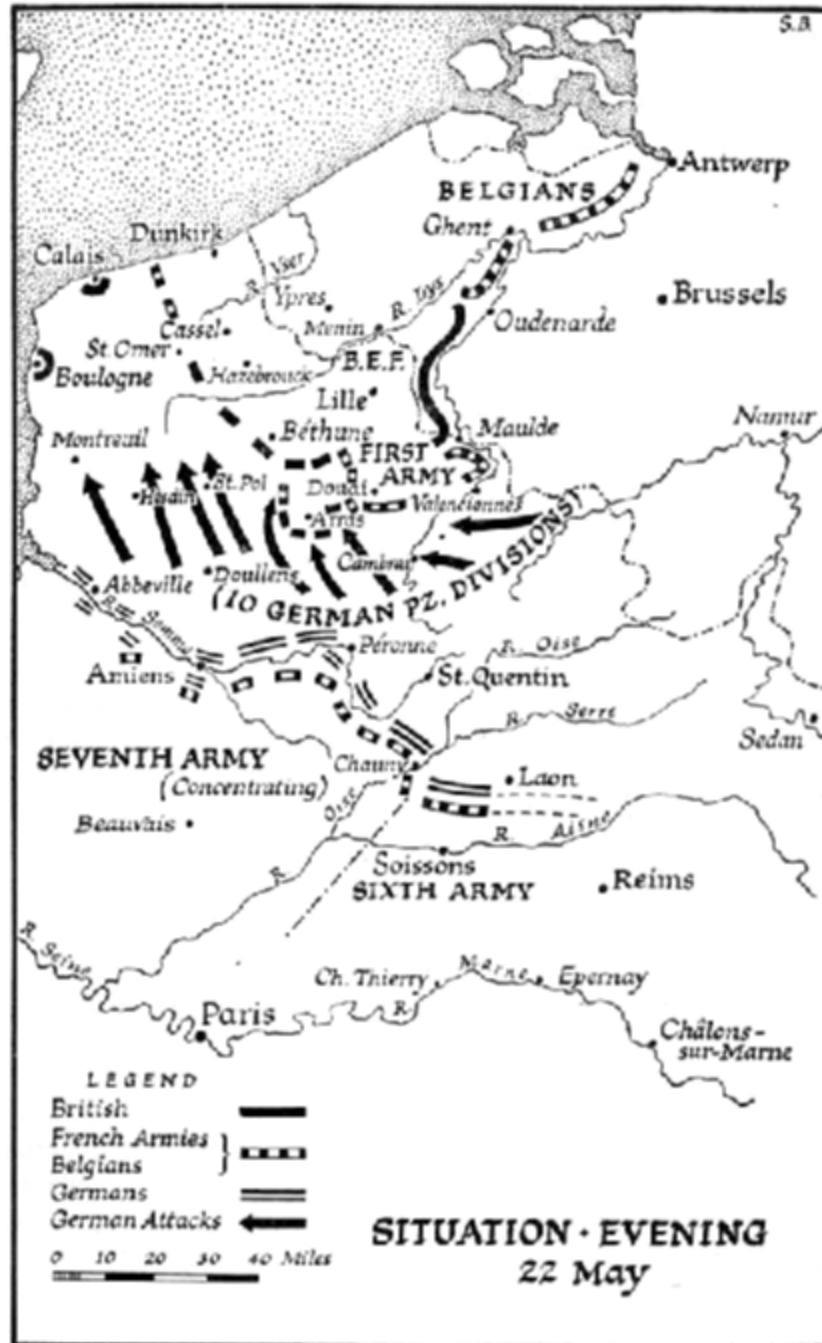 S.B.
Antwerp
BELGIANS
Ghent
Dunkirk
Calais
R. Yser
Ypres
R. Lys
Brussels
Oudenarde
Cassel
Menin
St. Omer
B.E.F.
Boulogne
Hazebrouck
Lille
Namur
Béthune
Maulde
Montreuil
FIRST
ARMY
St. Pol
Douai
Valenciennes
Hesdin
Arras
Cambrai
Abbeville
Doullens
(10 GERMAN PZ. DIVISIONS)
R. Somme
Péronne
R. Oise
Amiens
St. Quentin
R. Serre
Sedan
SEVENTH ARMY
(Concentrating)
Chauny
Laon
Beauvais
R. Oise
R. Aisne
Soissons
SIXTH ARMY
Reims
R. Seine
Ch. Thierry
R. Marne
Epernay
Paris
Châlons-
sur-Marne
LEGEND
British
French Armies
Belgians
Germans
German Attacks
0 10 20 30 40 Miles
SITUATION · EVENING
22 May